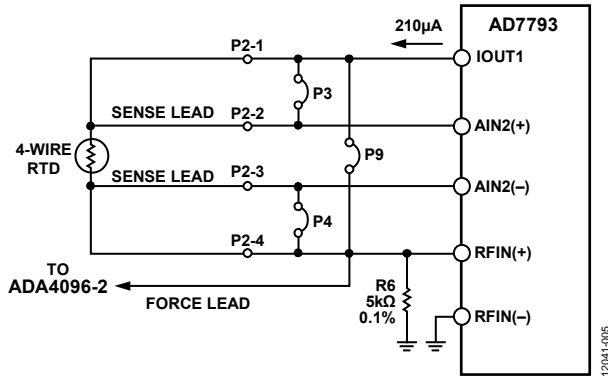 210µA
AD7793
P2-1
IOUT1
P3
SENSE LEAD
P2-2
AIN2(+)
4-WIRE
RTD
P9
SENSE LEAD
P2-3
AIN2(–)
P4
P2-4
RFIN(+)
TO
ADA4096-2
FORCE LEAD
R6
5kΩ
0.1%
RFIN(–)
12041-005